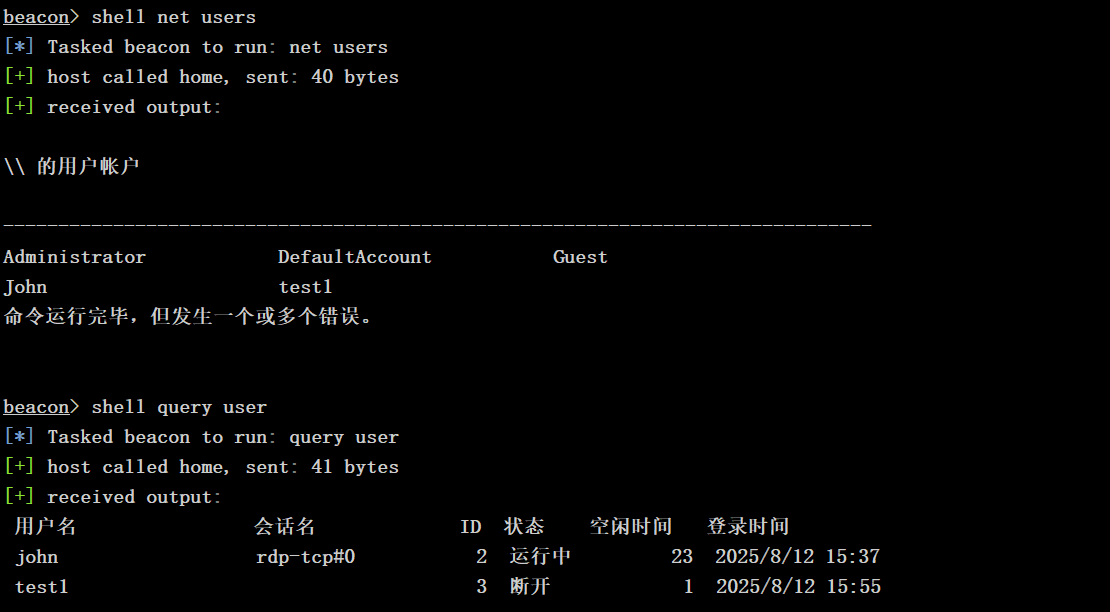 beacon> shell net users
[*] Tasked beacon to run: net users
[+] host called home, sent: 40 bytes
[+] received output:
\\ 的用户帐户
-------------------------------------------------------------------------------
Administrator DefaultAccount Guest
John test1
命令运行完毕，但发生一个或多个错误。
beacon> shell query user
[*] Tasked beacon to run: query user
[+] host called home, sent: 41 bytes
[+] received output:
用户名 会话名 ID 状态 空闲时间 登录时间
john rdp-tcp#0 2 运行中 23 2025/8/12 15:37
test1 3 断开 1 2025/8/12 15:55